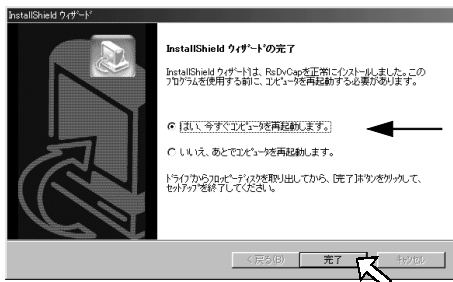 InstallShield ウィザード
InstallShield ウィザードの完了
InstallShield ウィザードは、RsDvCapを正常にインストールしました。この
プログラムを使用する前に、コンピュータを再起動する必要があります。
はい、今すぐコンピュータを再起動します。
いいえ、あとでコンピュータを再起動します。
ドライブからフロッピーディスクを取り出してから、[完了]ボタンをクリックして、
セットアップを終了してください。
< 戻る(B)
完了
キャンセル